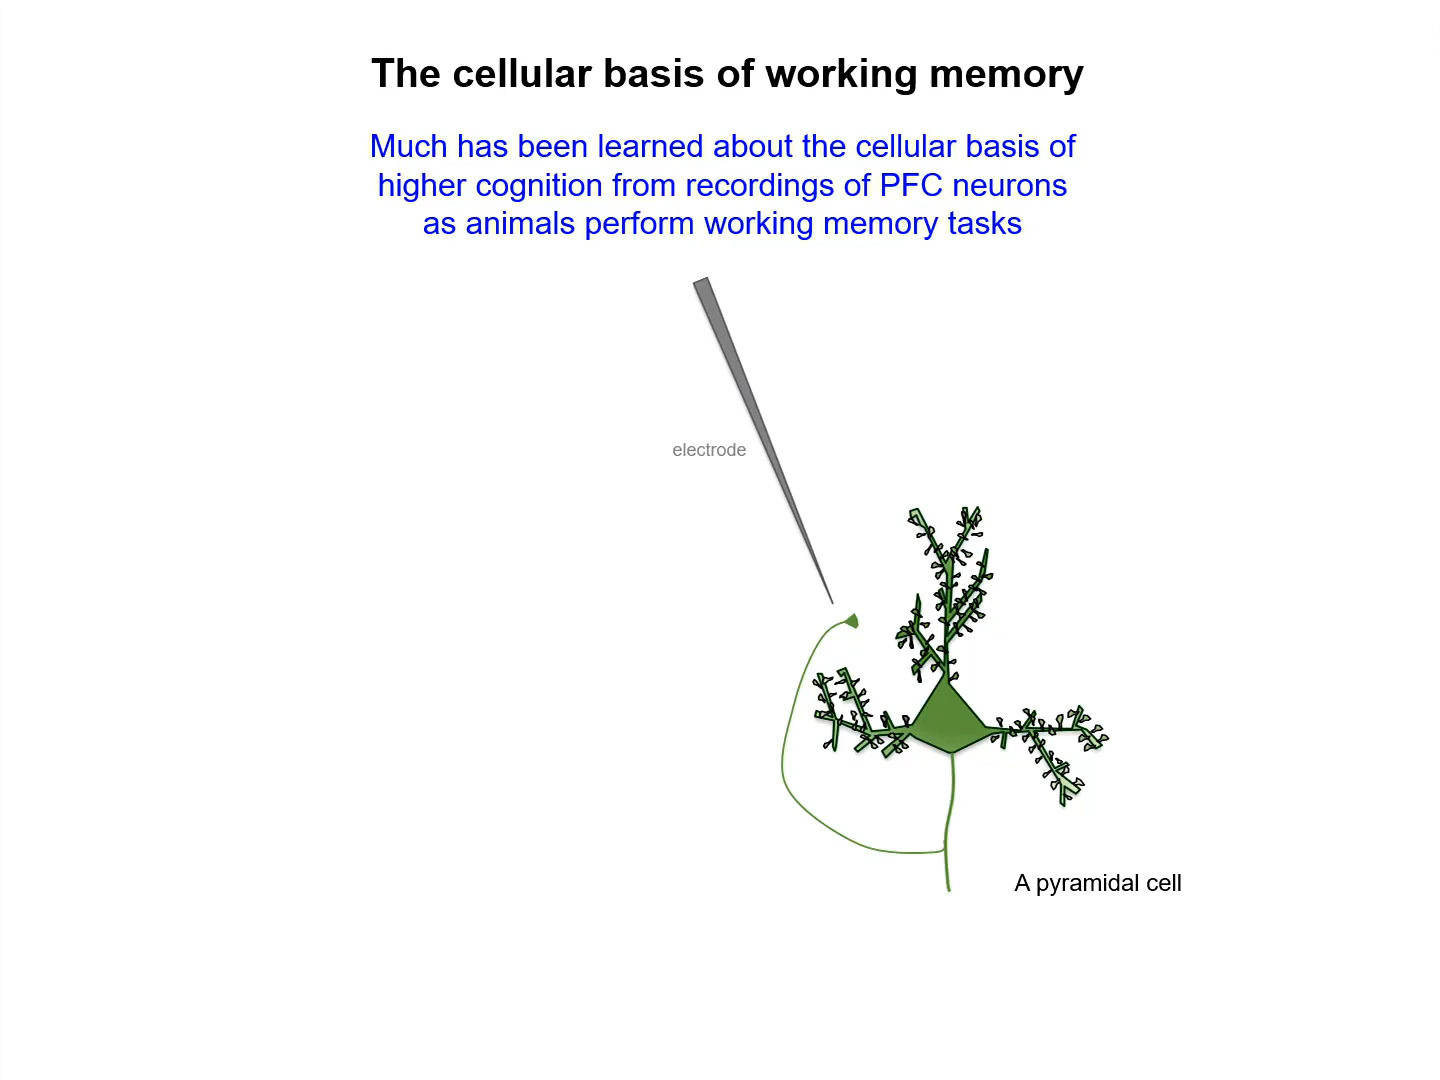 The cellular basis of working memory
Much has been learned about the cellular basis of
higher cognition from recordings of PFC neurons
as animals perform working memory tasks
electrode
A pyramidal cell